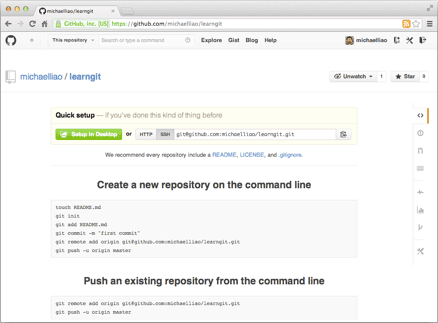 michaelliao/learngit
GitHub, Inc. [US] https://github.com/michaelliao/learngit
This repository Search or type a command Explore Gist Blog Help michaelliao
michaelliao / learngit Unwatch 1 Star 0
Quick setup — if you've done this kind of thing before
Setup in Desktop or HTTP SSH git@github.com:michaelliao/learngit.git
We recommend every repository include a README, LICENSE, and .gitignore.
Create a new repository on the command line
touch README.md
git init
git add README.md
git commit -m "first commit"
git remote add origin git@github.com:michaelliao/learngit.git
git push -u origin master
Push an existing repository from the command line
git remote add origin git@github.com:michaelliao/learngit.git
git push -u origin master